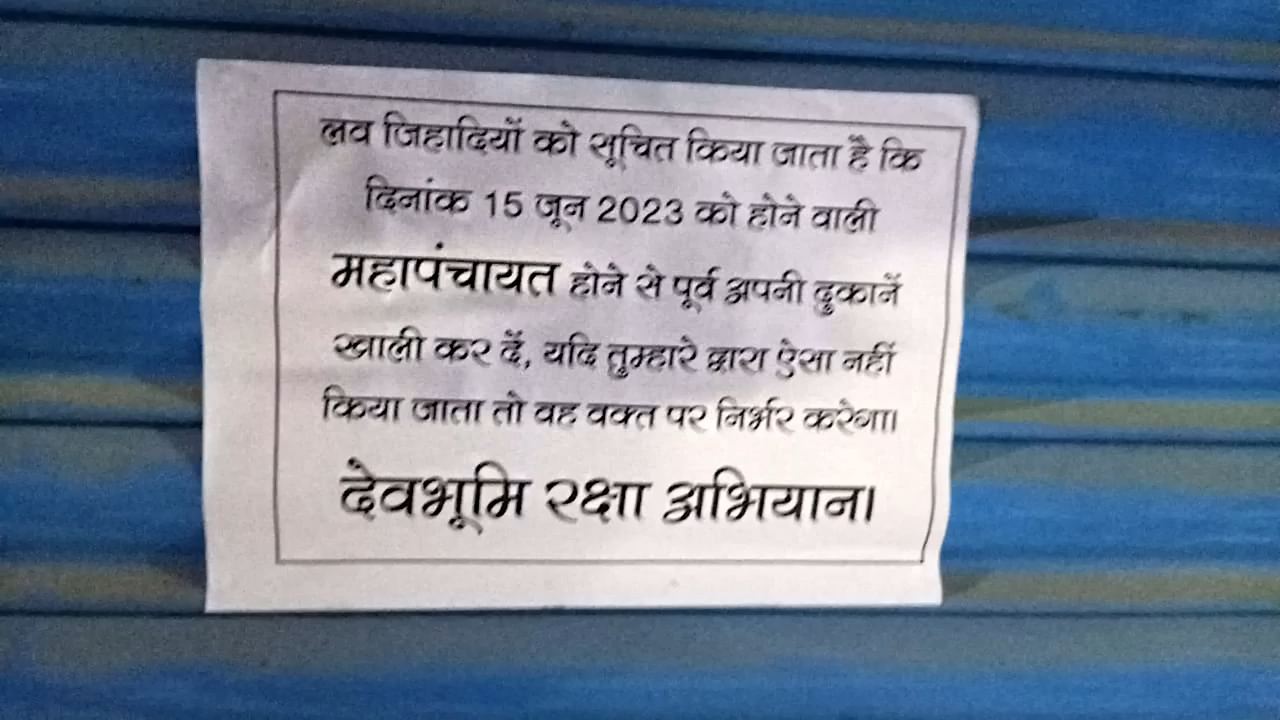 लव जिहादियों को सूचित किया जाता है कि
दिनांक 15 जून 2023 को होने वाली
महापंचायत होने से पूर्व अपनी दुकानें
खाली कर दें, यदि तुम्हारे द्वारा ऐसा नहीं
किया जाता तो वह वक्त पर निर्भर करेगा।
देवभूमि रक्षा अभियान।